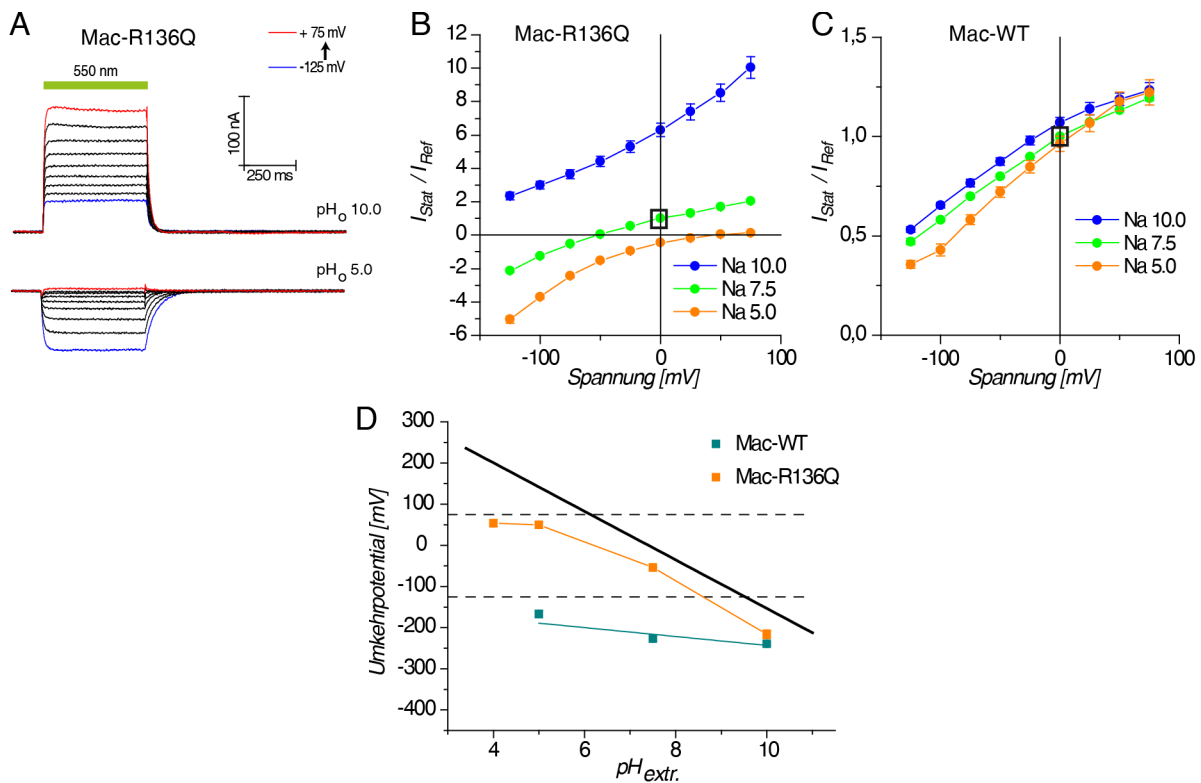 A
Mac-R136Q
+ 75 mV
-125 mV
550 nm
100 nA
250 ms
pHO 10.0
pHO 5.0
B
Mac-R136Q
12
10
8
6
4
2
0
-2
-4
-6
IStat / IRef
Na 10.0
Na 7.5
Na 5.0
-100
0
100
Spannung [mV]
C
Mac-WT
1,5
1,0
0,5
0,0
IStat / IRef
Na 10.0
Na 7.5
Na 5.0
-100
0
100
Spannung [mV]
D
300
200
100
0
-100
-200
-300
-400
Umkehrpotential [mV]
Mac-WT
Mac-R136Q
4
6
8
10
pHextr.